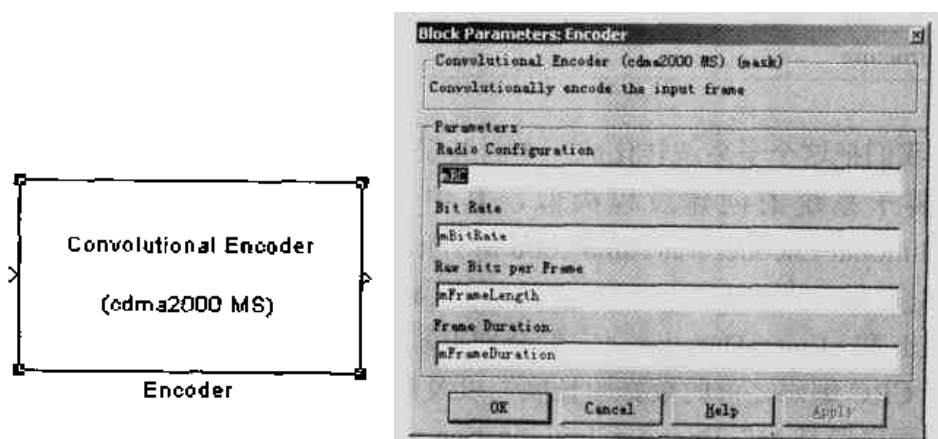 Convolutional Encoder
(cdma2000 MS)
Encoder
Block Parameters: Encoder
Convolutional Encoder (cdma2000 MS) (mask)
Convolutionally encode the input frame
Parameters
Radio Configuration
mRC
Bit Rate
mBitRate
Raw Bits per Frame
mFrameLength
Frame Duration
mFrameDuration
OK
Cancel
Help
Apply